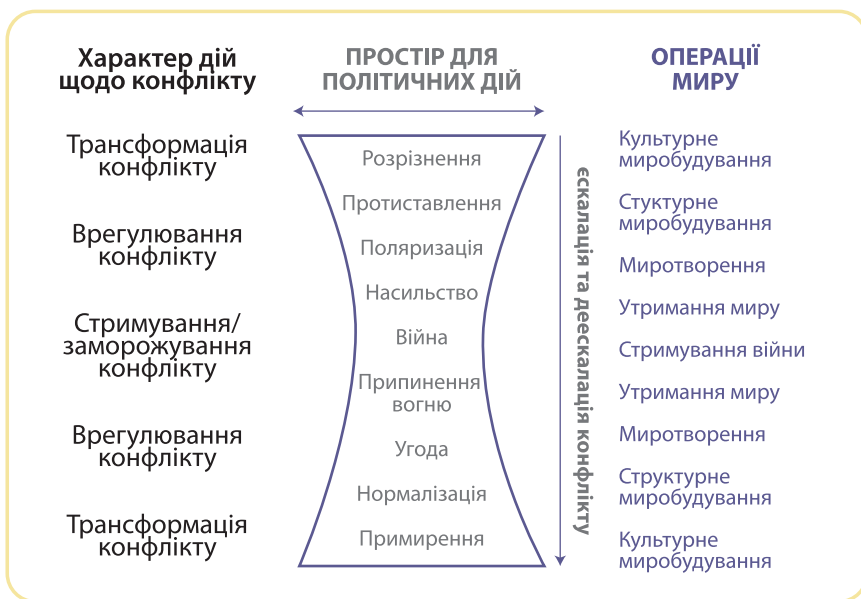 Характер дій
щодо конфлікту
Трансформація
конфлікту
Врегулювання
конфлікту
Стримування/
заморожування
конфлікту
Врегулювання
конфлікту
Трансформація
конфлікту
ПРОСТІР ДЛЯ
ПОЛІТИЧНИХ ДІЙ
Розрізнення
Протиставлення
Поляризація
Насильство
Війна
Припинення
вогню
Угода
Нормалізація
Примирення
єскалація та деескалація конфлікту
ОПЕРАЦІЇ
МИРУ
Культурне
миробудування
Стуктурне
миробудування
Миротворення
Утримання миру
Стримування війни
Утримання миру
Миротворення
Структурне
миробудування
Культурне
миробудування